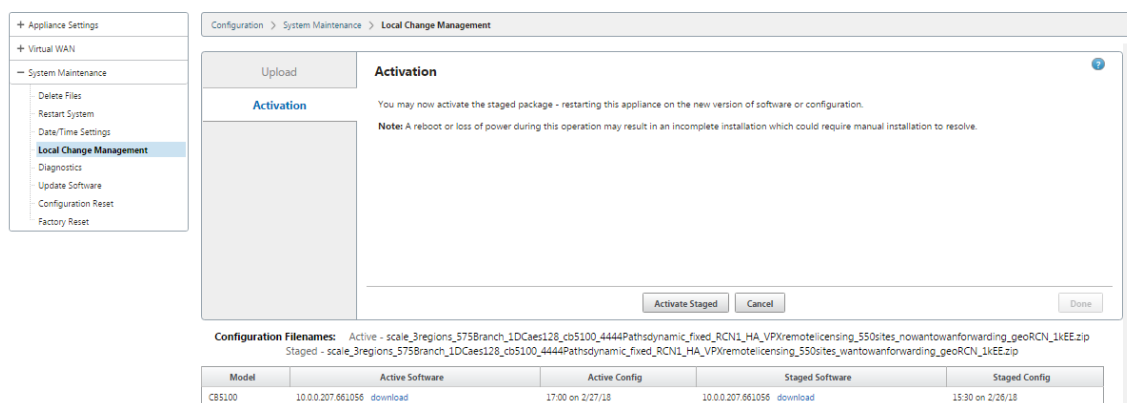 + Appliance Settings
+ Virtual WAN
− System Maintenance
Delete Files
Restart System
Date/Time Settings
Local Change Management
Diagnostics
Update Software
Configuration Reset
Factory Reset
Configuration > System Maintenance > Local Change Management
Upload
Activation
Activation
?
You may now activate the staged package - restarting this appliance on the new version of software or configuration.
Note: A reboot or loss of power during this operation may result in an incomplete installation which could require manual installation to resolve.
Activate Staged Cancel Done
Configuration Filenames: Active - scale_3regions_575Branch_1DCaes128_cb5100_4444Pathsdynamic_fixed_RCN1_HA_VPXremotelicensing_550sites_nowantowanforwarding_geoRCN_1kEE.zip
Staged - scale_3regions_575Branch_1DCaes128_cb5100_4444Pathsdynamic_fixed_RCN1_HA_VPXremotelicensing_550sites_wantowanforwarding_geoRCN_1kEE.zip
Model Active Software Active Config Staged Software Staged Config
CB5100 10.0.0.207.661056 download 17:00 on 2/27/18 10.0.0.207.661056 download 15:30 on 2/26/18